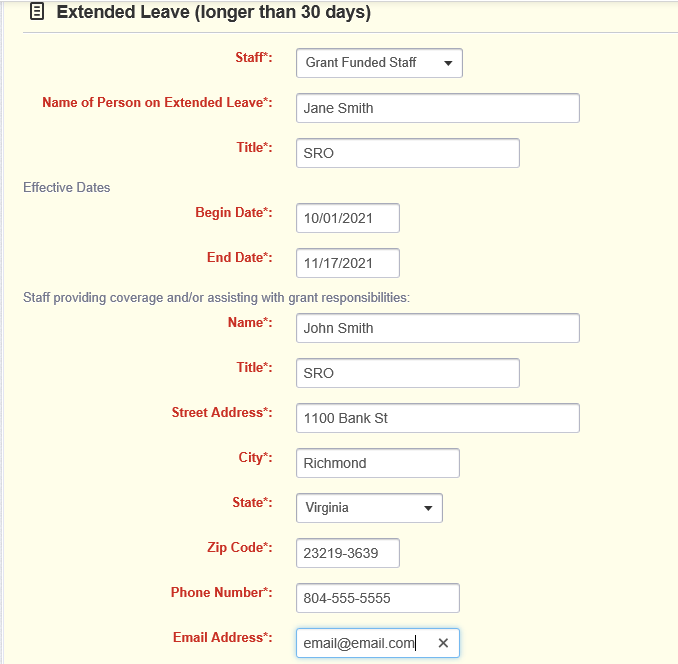 Extended Leave (longer than 30 days)
Staff*: Grant Funded Staff
Name of Person on Extended Leave*: Jane Smith
Title*: SRO
Effective Dates
Begin Date*: 10/01/2021
End Date*: 11/17/2021
Staff providing coverage and/or assisting with grant responsibilities:
Name*: John Smith
Title*: SRO
Street Address*: 1100 Bank St
City*: Richmond
State*: Virginia
Zip Code*: 23219-3639
Phone Number*: 804-555-5555
Email Address*: email@email.com